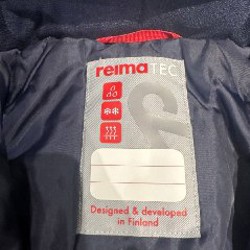 reimaTEC
Designed & developed
in Finland